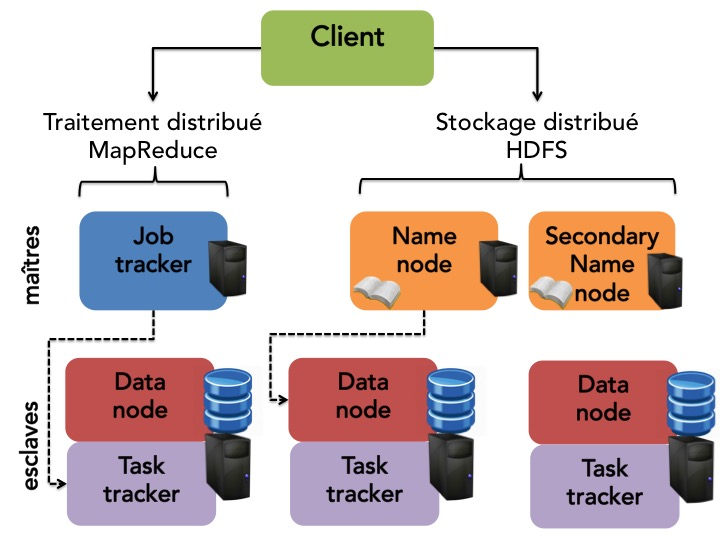 Client
Traitement distribué
MapReduce
Stockage distribué
HDFS
maîtres
Job
tracker
Name
node
Secondary
Name
node
esclaves
Data
node
Task
tracker
Data
node
Task
tracker
Data
node
Task
tracker